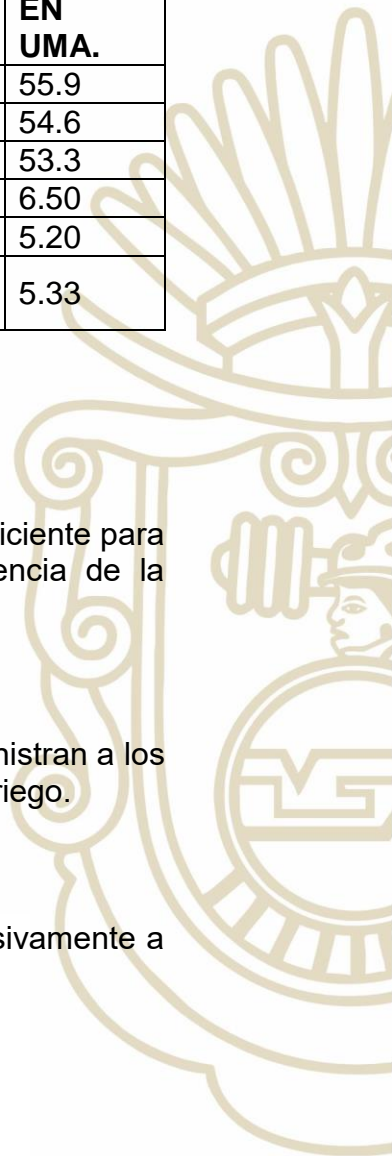 EN
UMA.
55.9
54.6
53.3
6.50
5.20
5.33
iciente para
encia de la
nistran a los
riego.
sivamente a